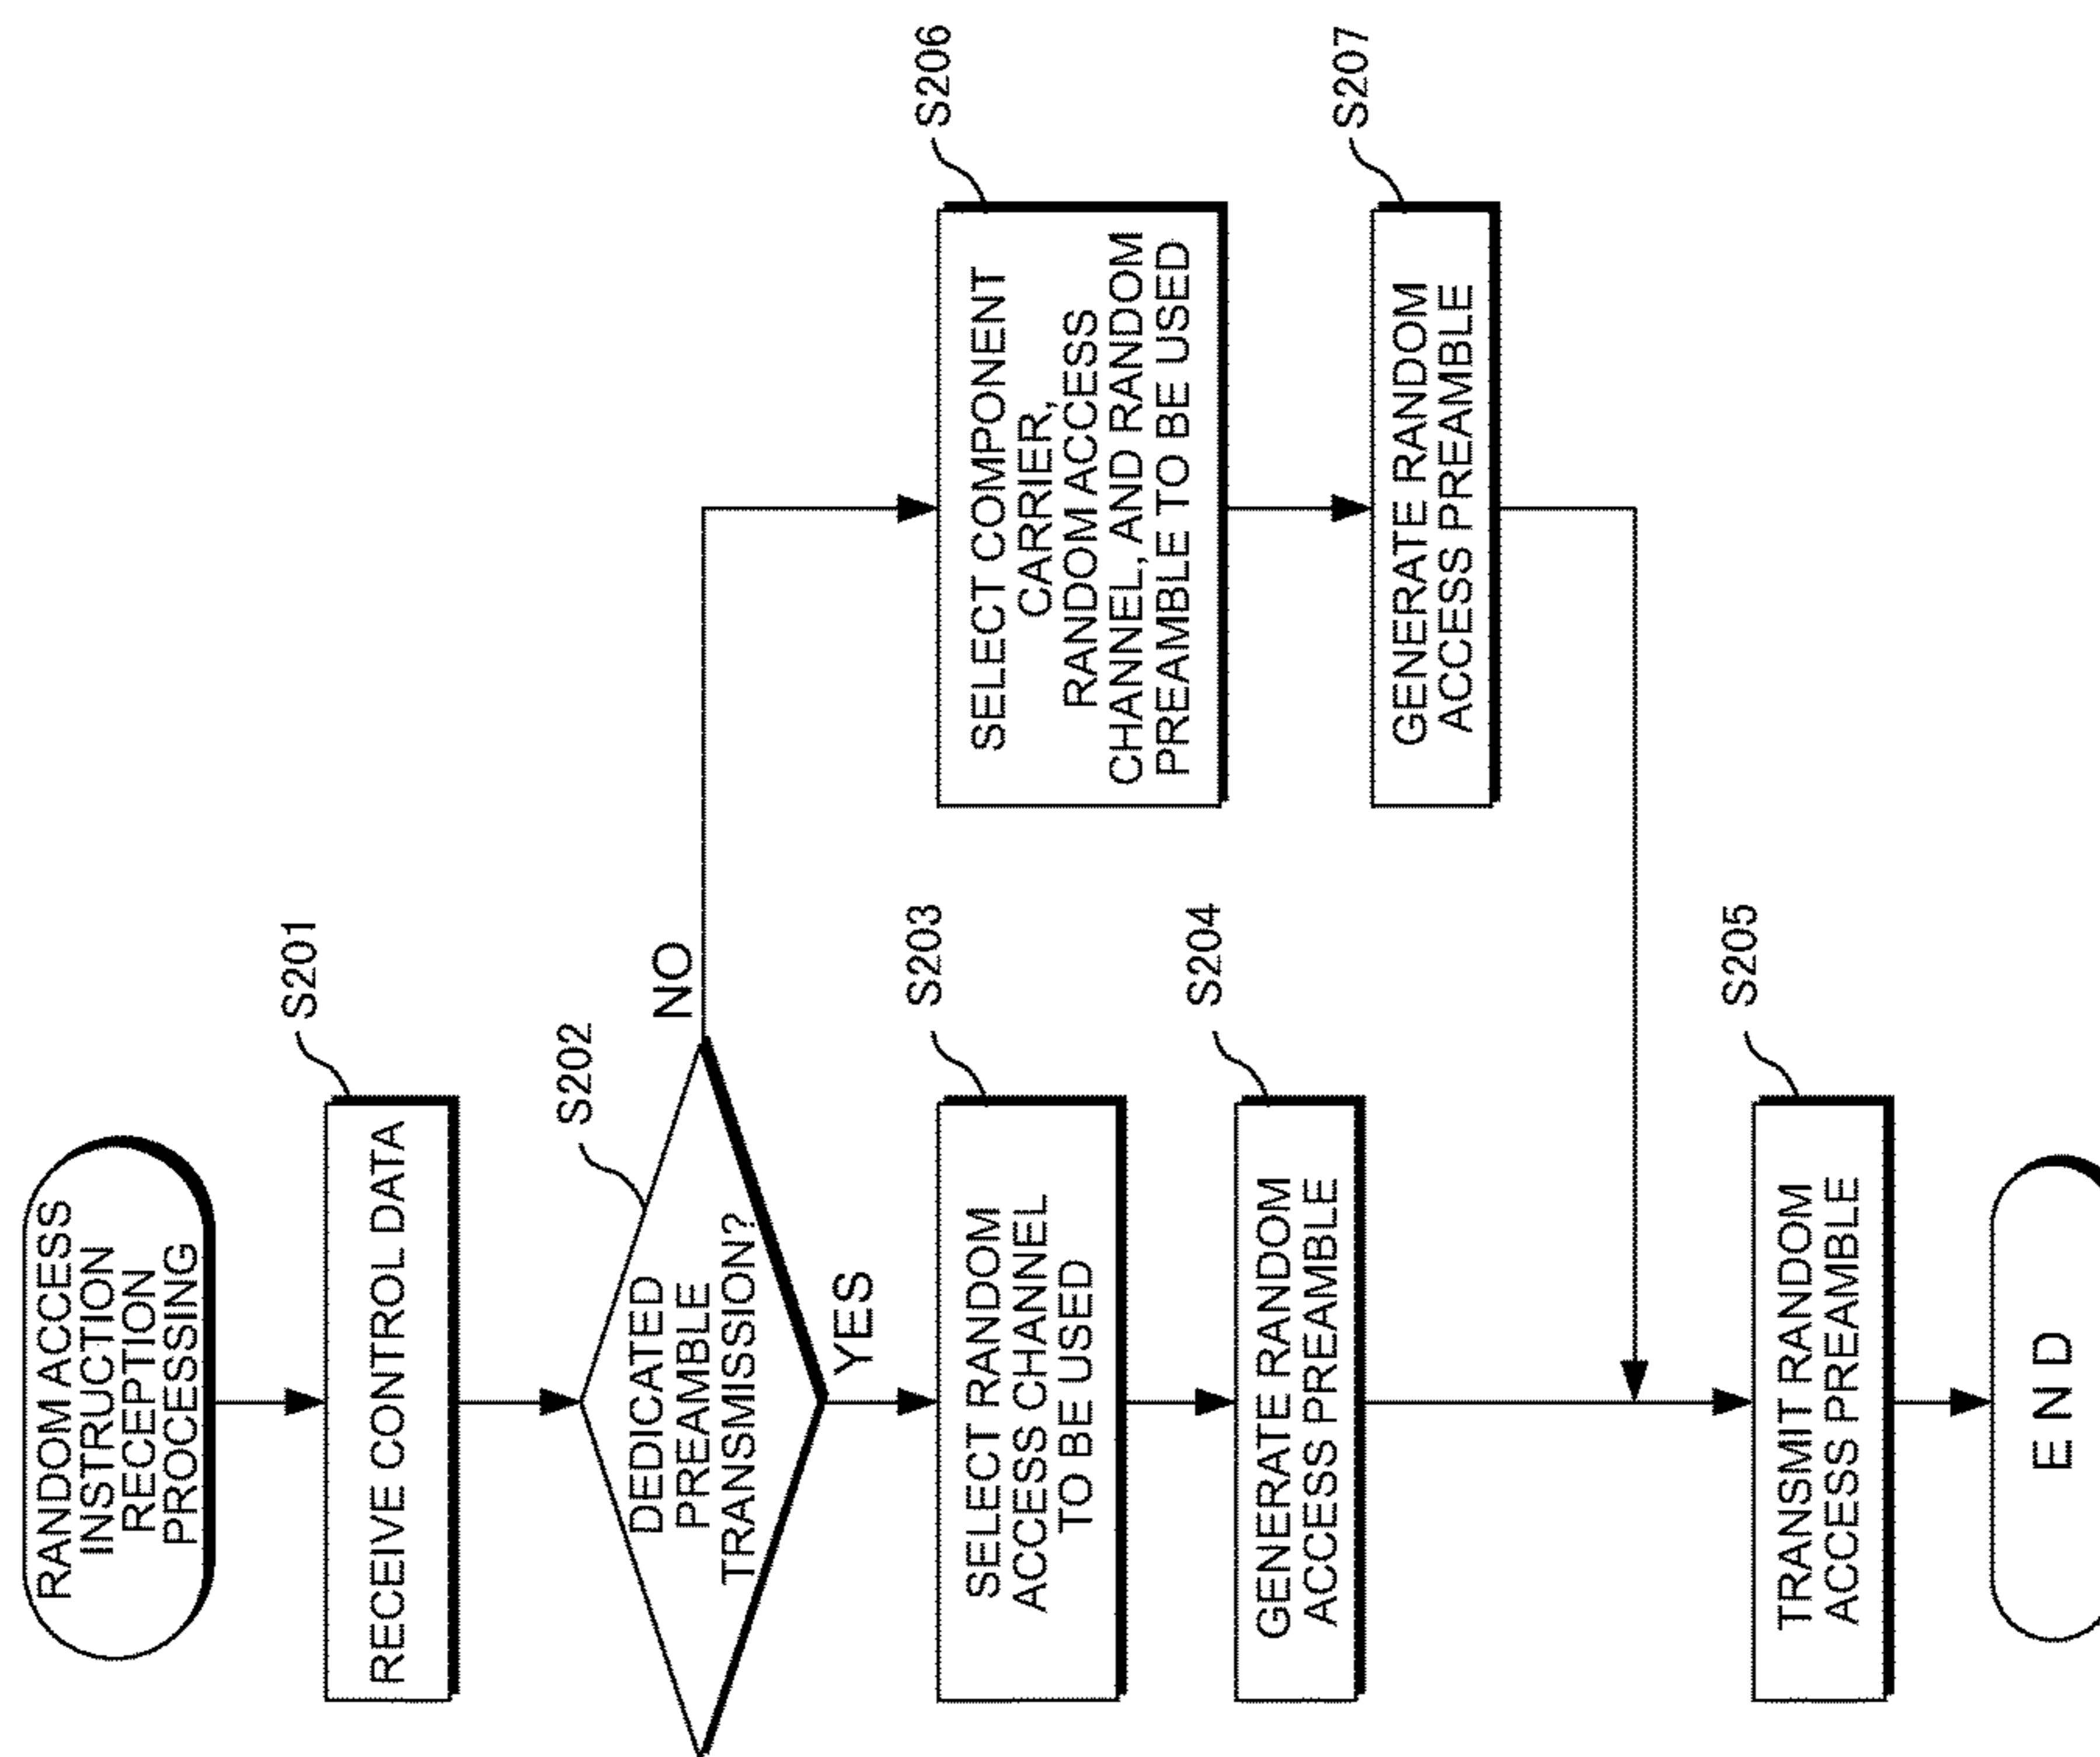 RANDOM ACCESS
INSTRUCTION
RECEPTION
PROCESSING
S201
RECEIVE CONTROL DATA
S202
DEDICATED
PREAMBLE
TRANSMISSION?
NO
YES
S203
SELECT RANDOM
ACCESS CHANNEL
TO BE USED
S206
SELECT COMPONENT
CARRIER,
RANDOM ACCESS
CHANNEL, AND RANDOM
PREAMBLE TO BE USED
S204
GENERATE RANDOM
ACCESS PREAMBLE
S207
GENERATE RANDOM
ACCESS PREAMBLE
S205
TRANSMIT RANDOM
ACCESS PREAMBLE
END